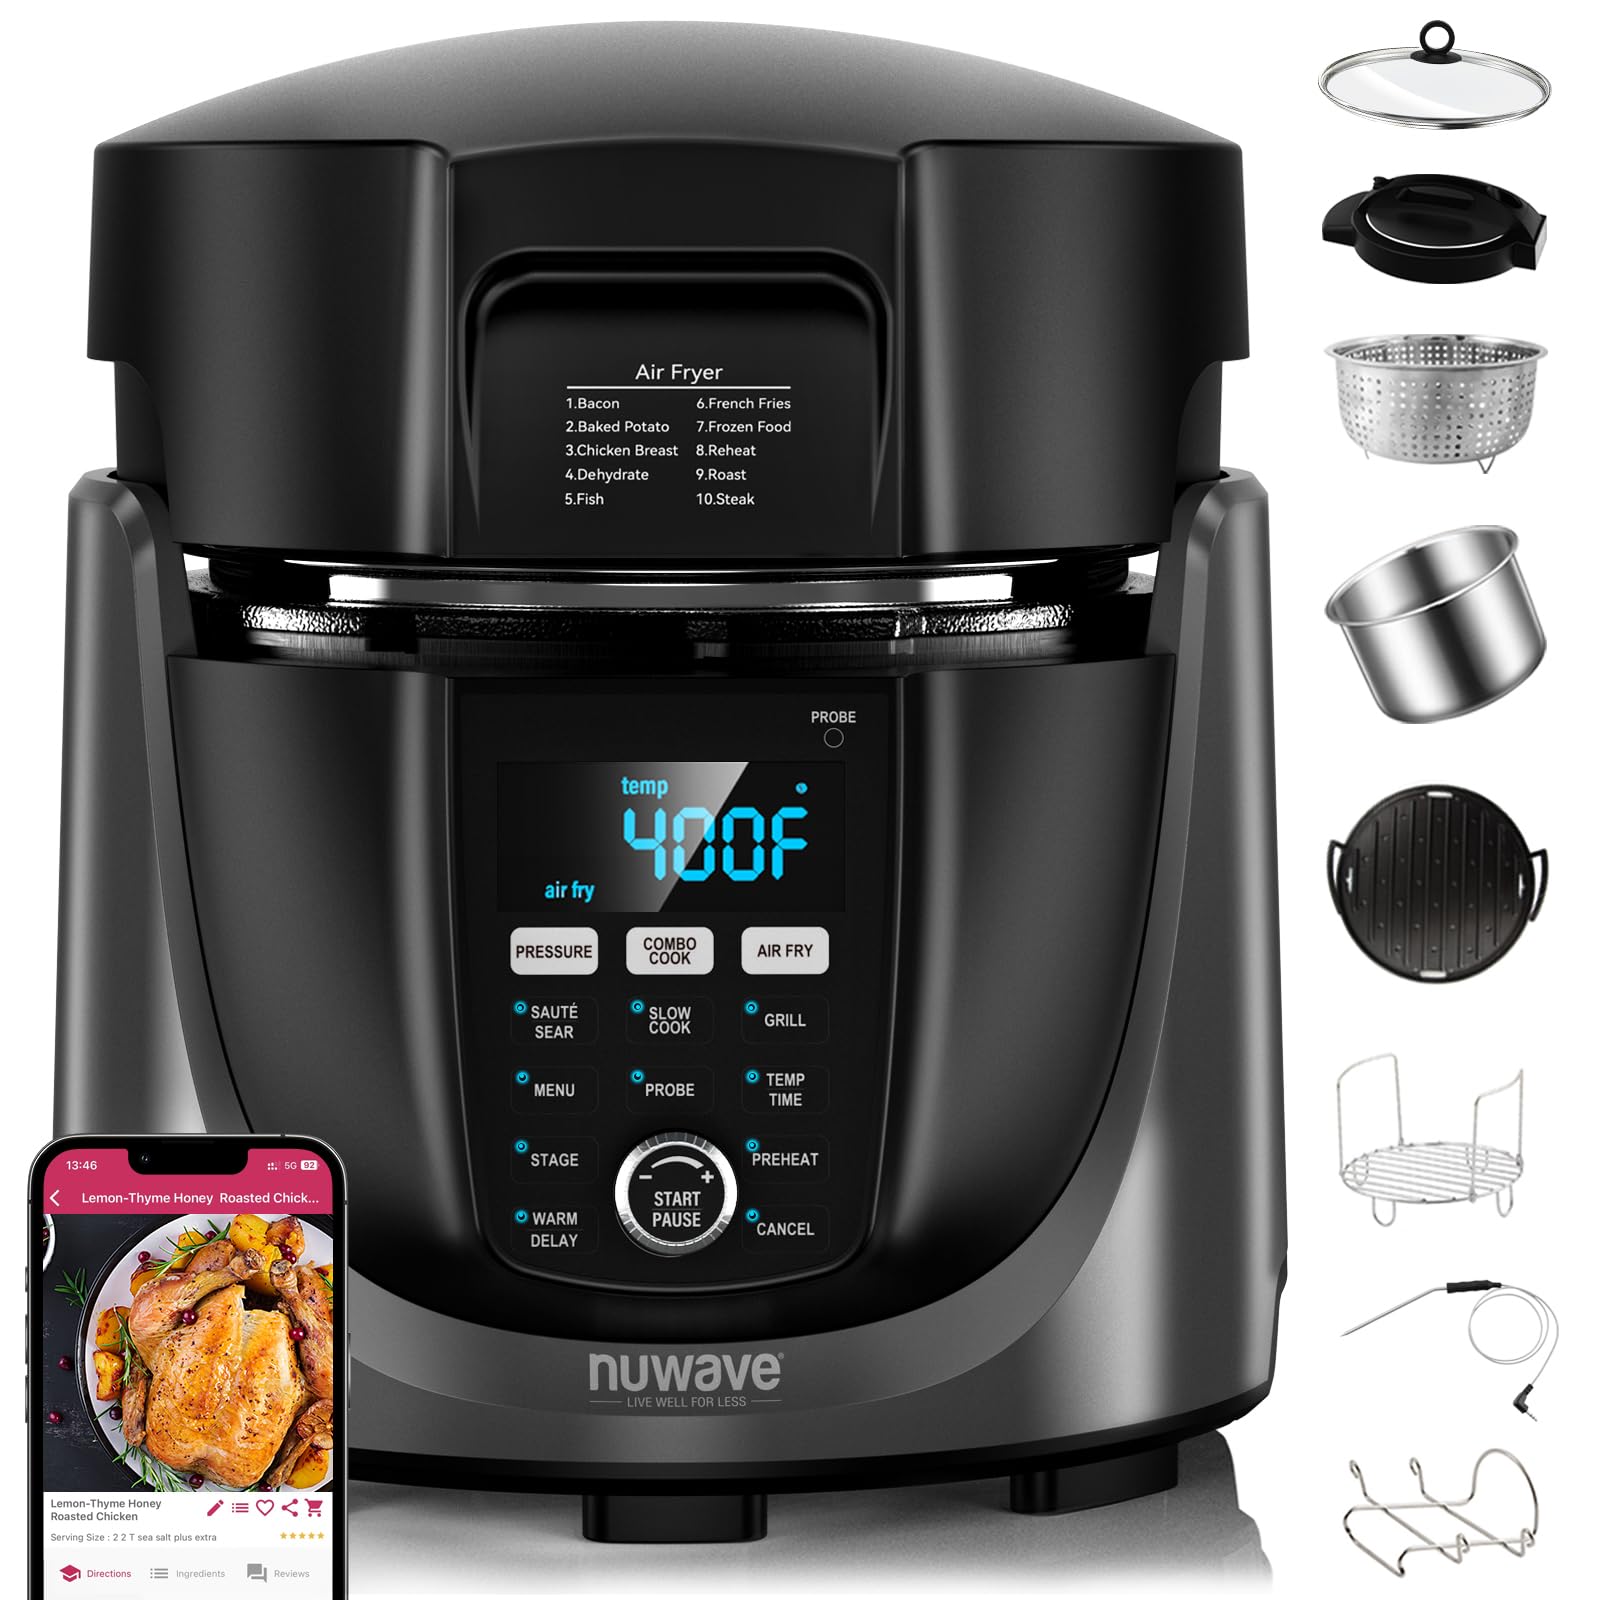 Air Fryer
1.Bacon
2.Baked Potato
3.Chicken Breast
4.Dehydrate
5.Fish
6.French Fries
7.Frozen Food
8.Reheat
9.Roast
10.Steak
PROBE
temp
400F
air fry
PRESSURE
COMBO
COOK
AIR FRY
SAUTÉ
SEAR
SLOW
COOK
GRILL
MENU
PROBE
TEMP
TIME
STAGE
PREHEAT
− +
START
PAUSE
WARM
DELAY
CANCEL
nuwave®
LIVE WELL FOR LESS
13:46
5G 92
Lemon-Thyme Honey Roasted Chick...
Lemon-Thyme Honey
Roasted Chicken
Serving Size : 2 2 T sea salt plus extra
Directions
Ingredients
Reviews